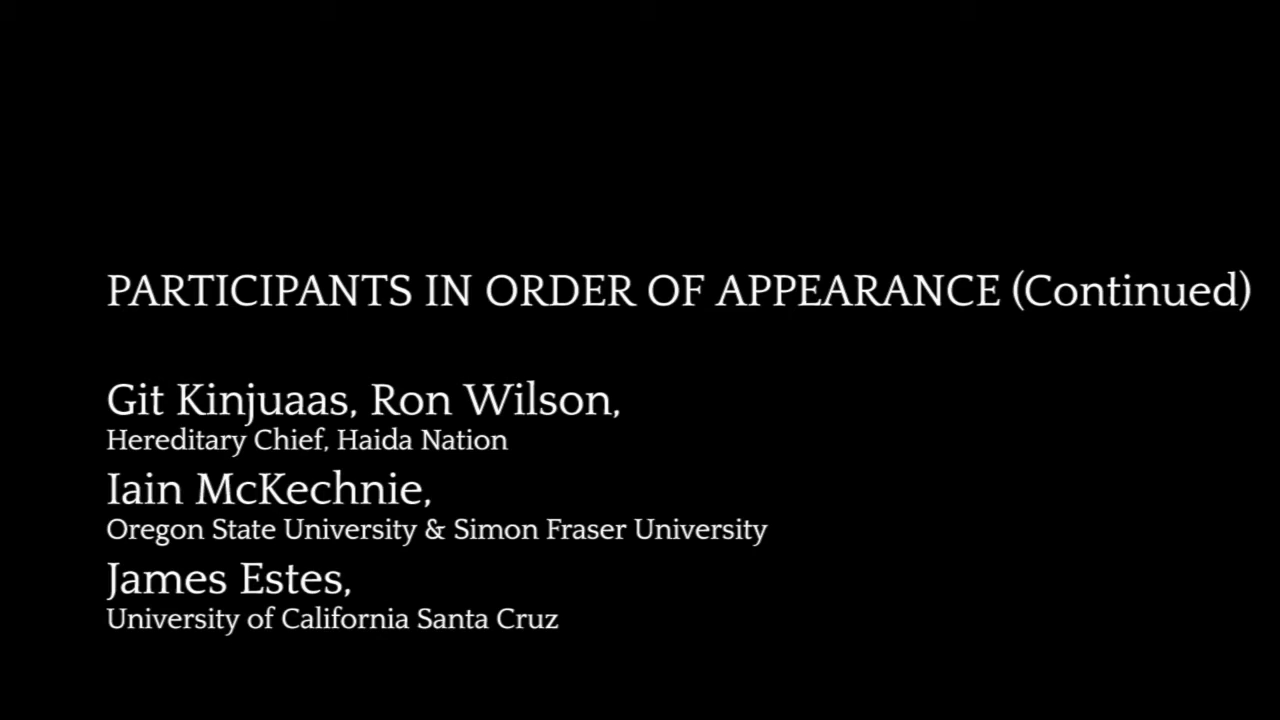 PARTICIPANTS IN ORDER OF APPEARANCE (Continued)
Git Kinjuaas, Ron Wilson,
Hereditary Chief, Haida Nation
Iain McKechnie,
Oregon State University & Simon Fraser University
James Estes,
University of California Santa Cruz